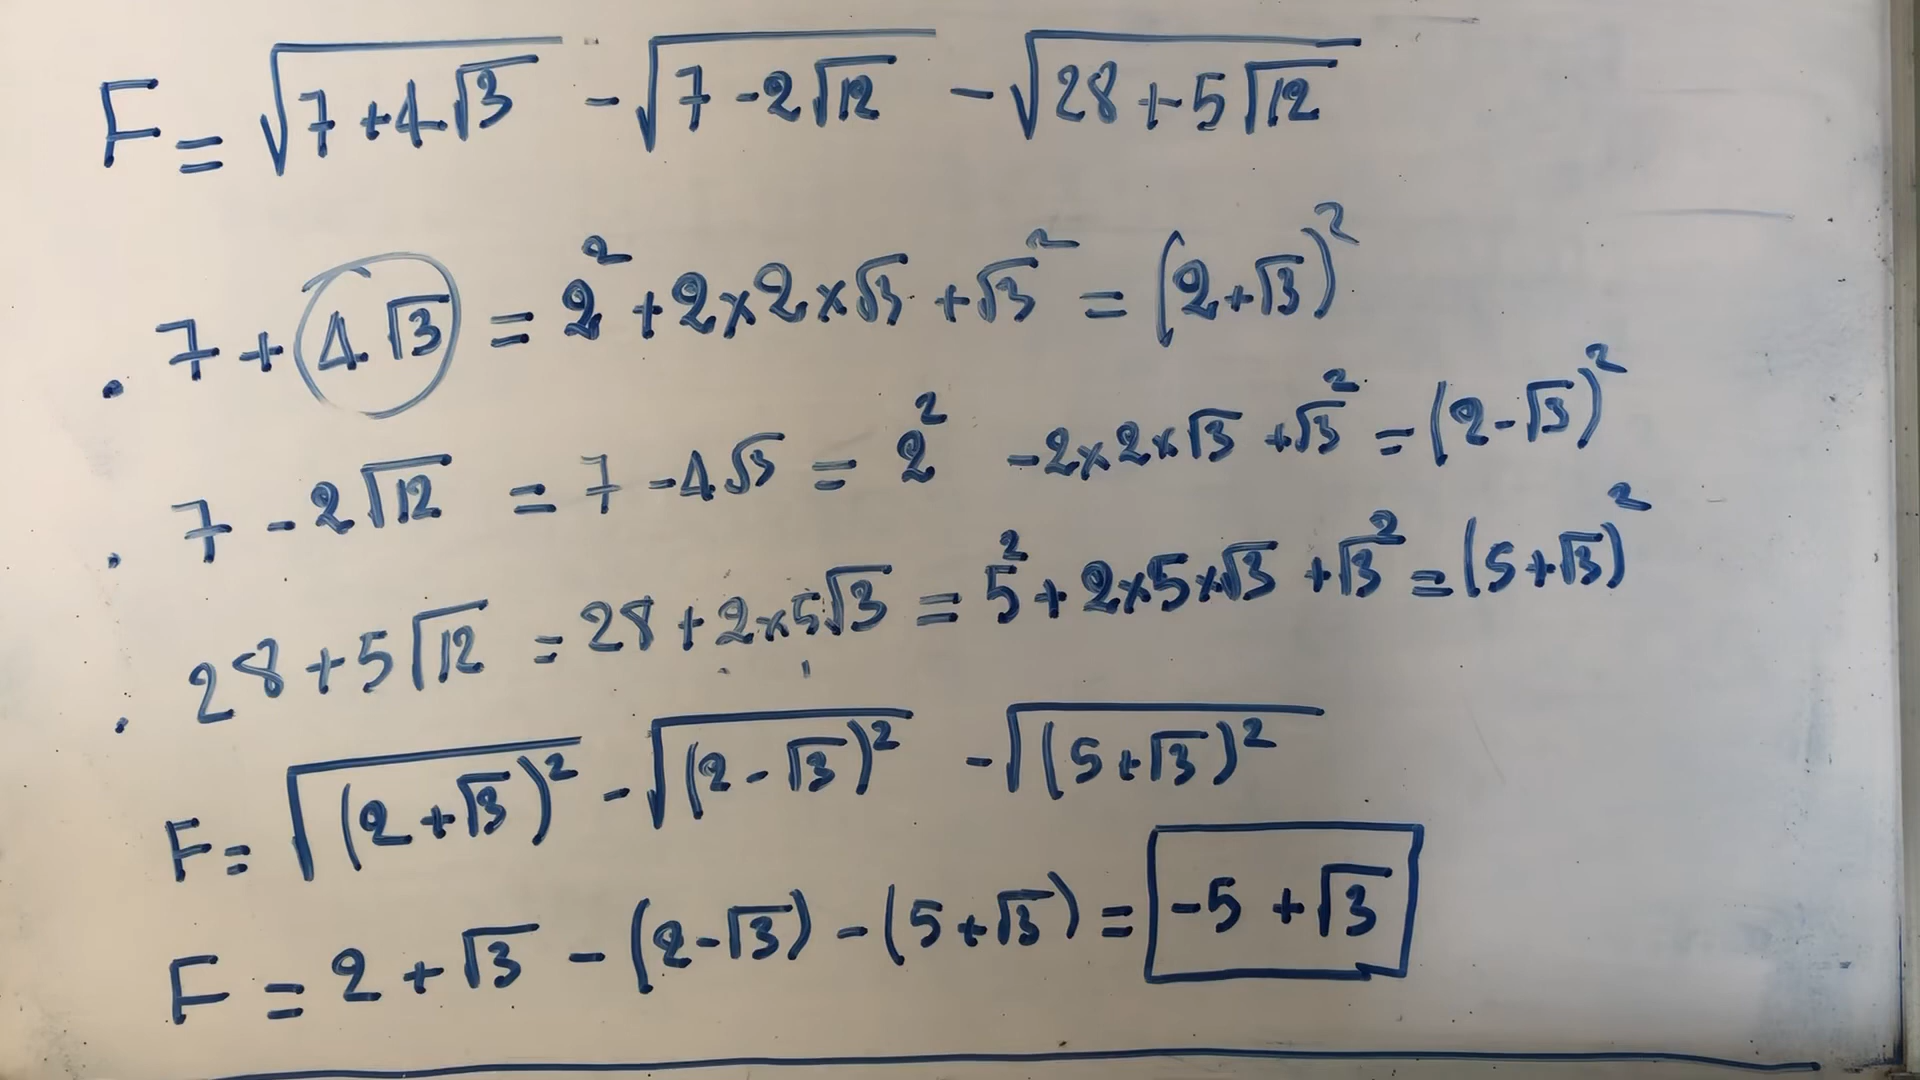 F = √(7+4√3) - √(7-2√12) - √(28+5√12)
. 7 + 4√3 = 2² + 2×2×√3 + √3² = (2+√3)²
. 7 - 2√12 = 7 - 4√3 = 2² - 2×2×√3 + √3² = (2-√3)²
. 28 + 5√12 = 28 + 2×5√3 = 5² + 2×5×√3 + √3² = (5+√3)²
F = √((2+√3)²) - √((2-√3)²) - √((5+√3)²)
F = 2 + √3 - (2-√3) - (5+√3) = -5 + √3